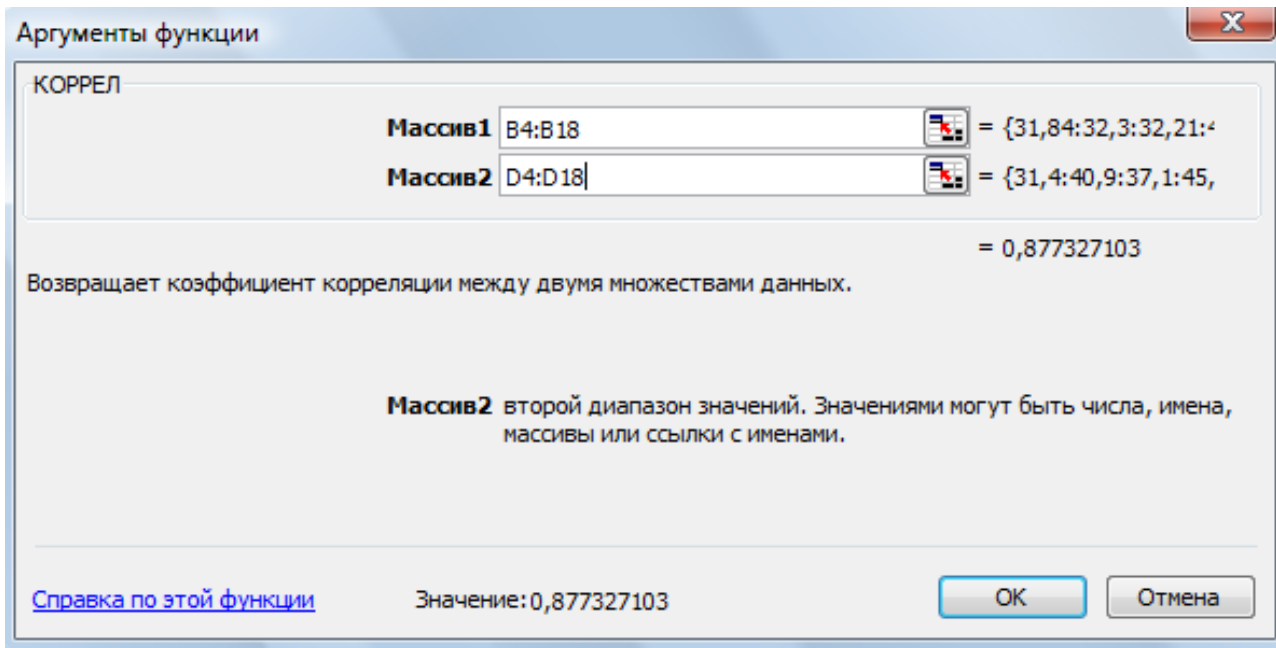 Аргументы функции
КОРРЕЛ
Массив1 B4:B18 = {31,84:32,3:32,21:4
Массив2 D4:D18 = {31,4:40,9:37,1:45,
= 0,877327103
Возвращает коэффициент корреляции между двумя множествами данных.
Массив2 второй диапазон значений. Значениями могут быть числа, имена,
массивы или ссылки с именами.
Справка по этой функции Значение: 0,877327103 OK Отмена